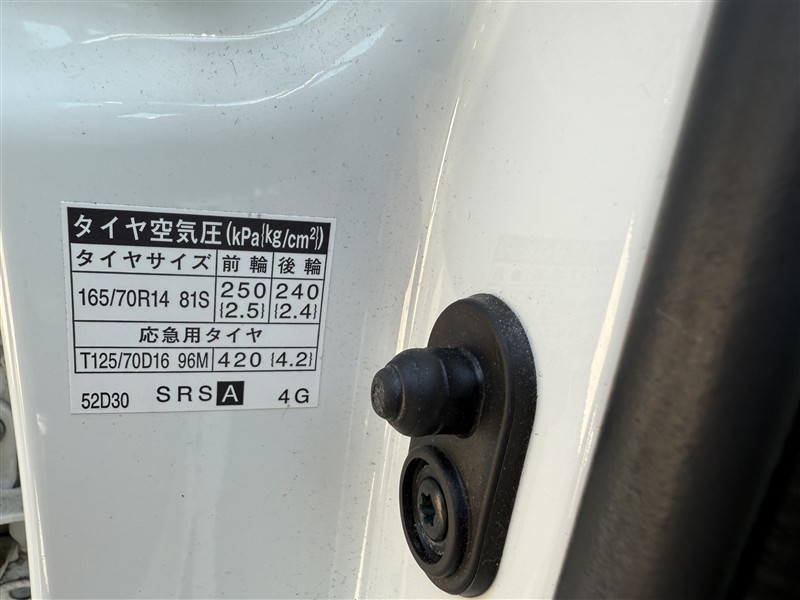 タイヤ空気圧(kPa{kg/cm²})
タイヤサイズ 前輪 後輪
165/70R14 81S 250 {2.5} 240 {2.4}
応急用タイヤ
T125/70D16 96M 420 {4.2}
52D30 SRS A 4G